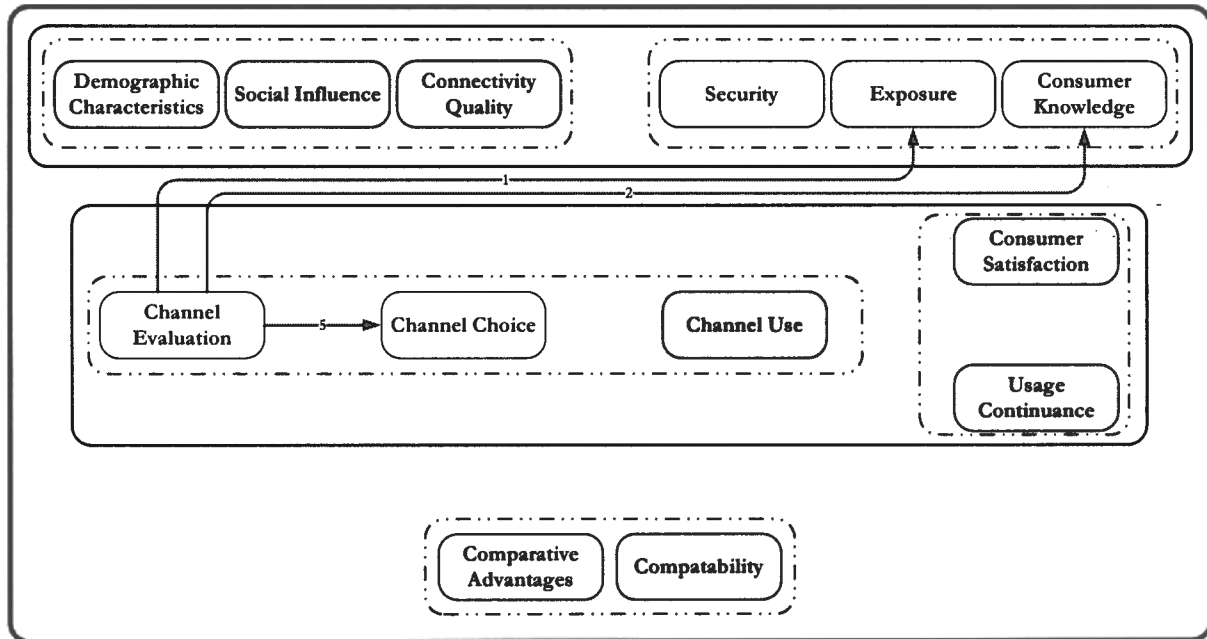 Demographic
Characteristics
Social Influence
Connectivity
Quality
Security
Exposure
Consumer
Knowledge
1
2
Consumer
Satisfaction
Channel
Evaluation
5
Channel Choice
Channel Use
Usage
Continuance
Comparative
Advantages
Compatability